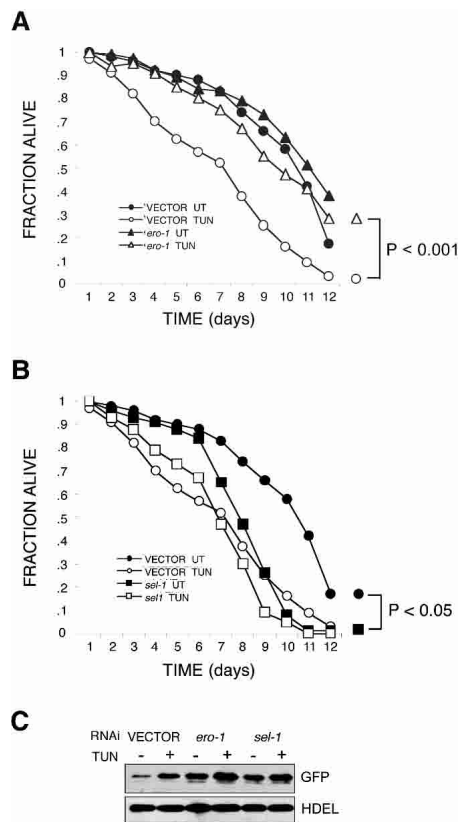 A
FRACTION ALIVE
1
.9
.8
.7
.6
.5
.4
.3
.2
.1
0
VECTOR UT
VECTOR TUN
ero-1 UT
ero-1 TUN
P < 0.001
1 2 3 4 5 6 7 8 9 10 11 12
TIME (days)
B
FRACTION ALIVE
1
.9
.8
.7
.6
.5
.4
.3
.2
.1
0
VECTOR UT
VECTOR TUN
sel-1 UT
sel1 TUN
P < 0.05
1 2 3 4 5 6 7 8 9 10 11 12
TIME (days)
C
RNAi VECTOR ero-1 sel-1
TUN - + - + - +
GFP
HDEL